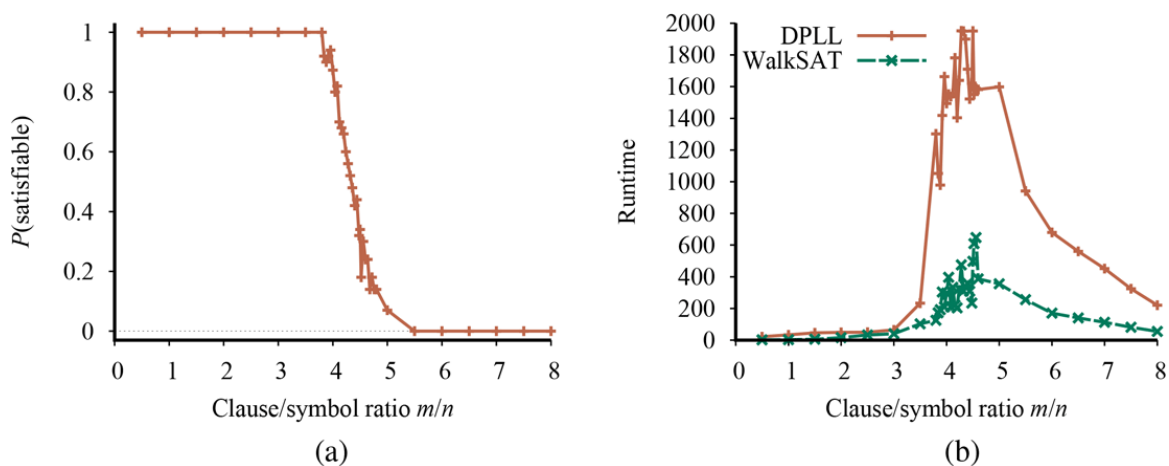 1
0.8
0.6
0.4
0.2
0
P(satisfiable)
0 1 2 3 4 5 6 7 8
Clause/symbol ratio m/n
(a)
2000
1800
1600
1400
1200
1000
800
600
400
200
0
Runtime
DPLL
WalkSAT
0 1 2 3 4 5 6 7 8
Clause/symbol ratio m/n
(b)